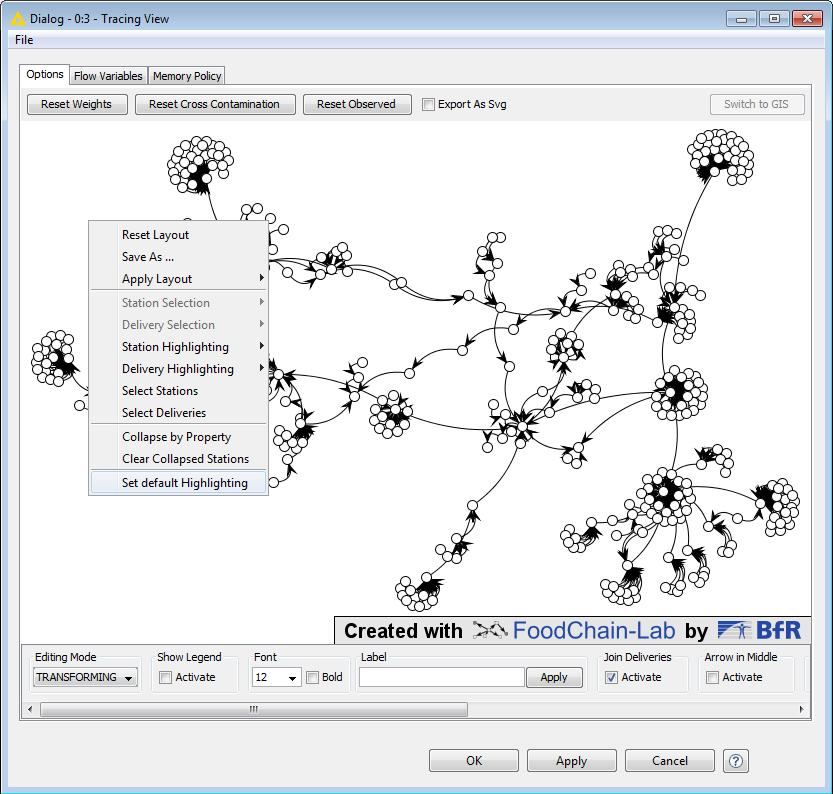 Dialog - 0:3 - Tracing View
File
Options Flow Variables Memory Policy
Reset Weights Reset Cross Contamination Reset Observed Export As Svg Switch to GIS
Reset Layout
Save As ...
Apply Layout
Station Selection
Delivery Selection
Station Highlighting
Delivery Highlighting
Select Stations
Select Deliveries
Collapse by Property
Clear Collapsed Stations
Set default Highlighting
Created with FoodChain-Lab by BfR
Editing Mode Show Legend Font Label Join Deliveries Arrow in Middle
TRANSFORMING Activate 12 Bold Apply Activate Activate
OK Apply Cancel ?